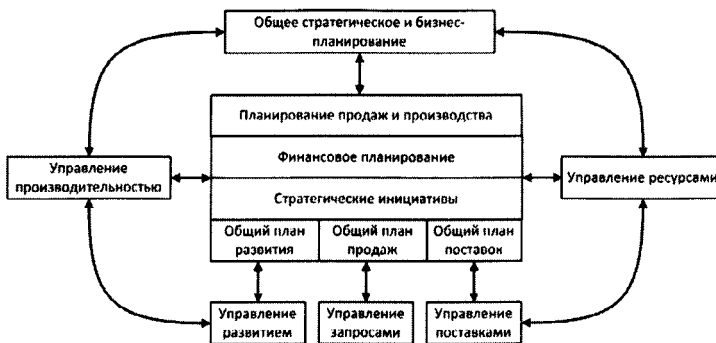 Общее стратегическое и бизнес-
планирование
Планирование продаж и производства
Финансовое планирование
Управление
производительностью
Управление ресурсами
Стратегические инициативы
Общий план
развития
Общий план
продаж
Общий план
поставок
Управление
развитием
Управление
запросами
Управление
поставками